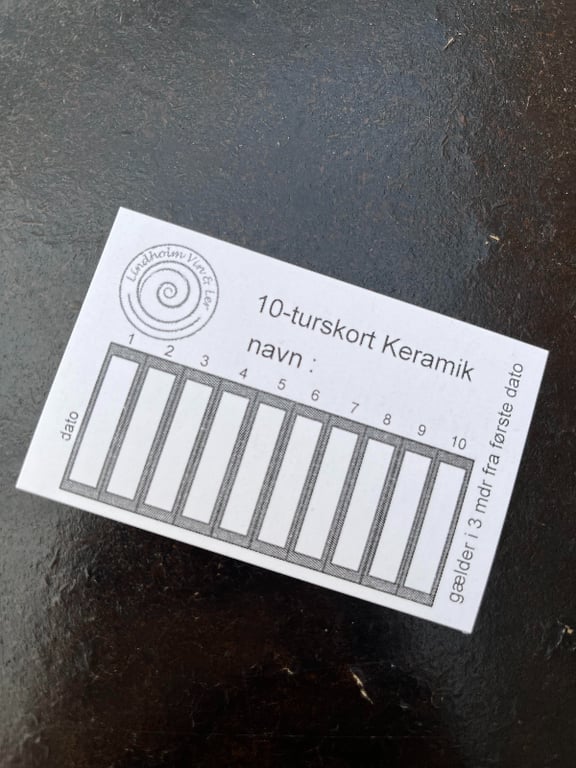 Lindholm Vin & Ler
10-turskort Keramik
navn :
1 2 3 4 5 6 7 8 9 10
dato
gælder i 3 mdr fra første dato